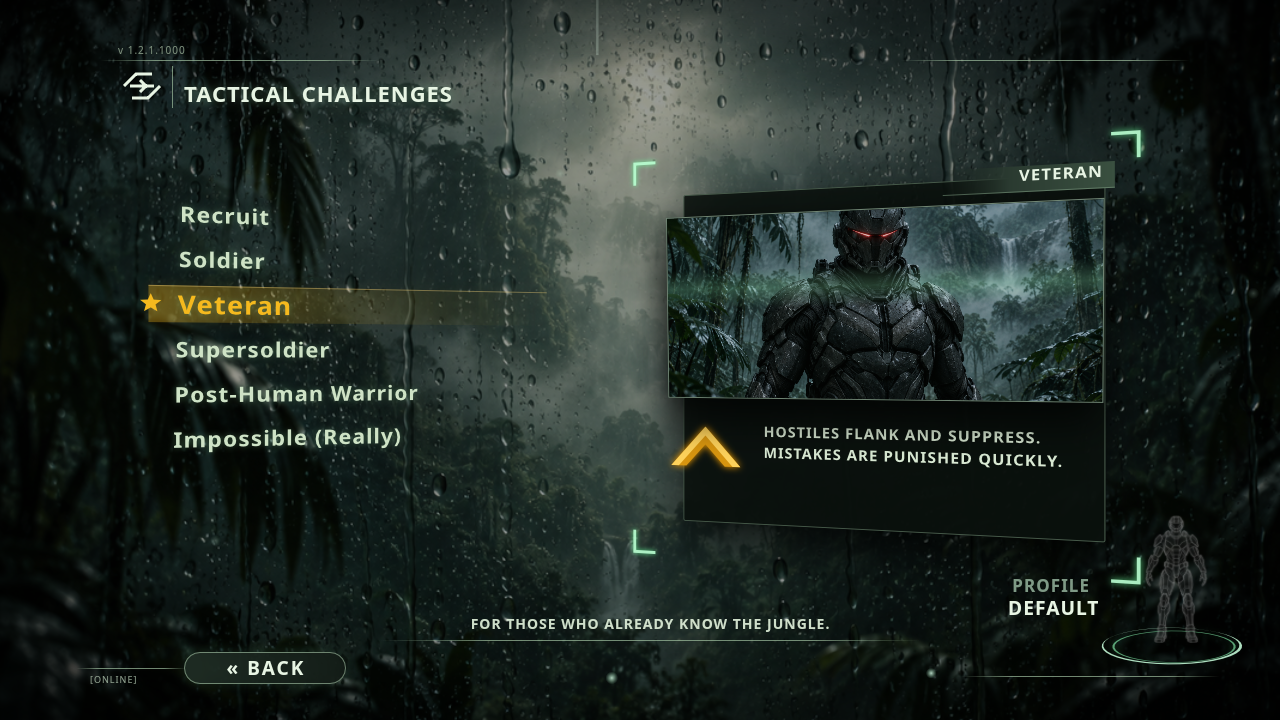 v 1.2.1.1000
TACTICAL CHALLENGES
Recruit
Soldier
Veteran
Supersoldier
Post-Human Warrior
Impossible (Really)
VETERAN
HOSTILES FLANK AND SUPPRESS.
MISTAKES ARE PUNISHED QUICKLY.
PROFILE
DEFAULT
FOR THOSE WHO ALREADY KNOW THE JUNGLE.
« BACK
[ONLINE]